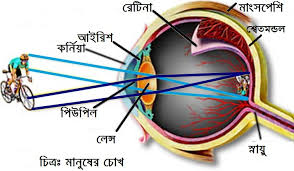 রেটিনা
মাংসপেশি
শ্বেতমন্ডল
আইরিশ
কর্নিয়া
পিউপিল
লেন্স
স্নায়ু
চিত্রঃ মানুষের চোখ